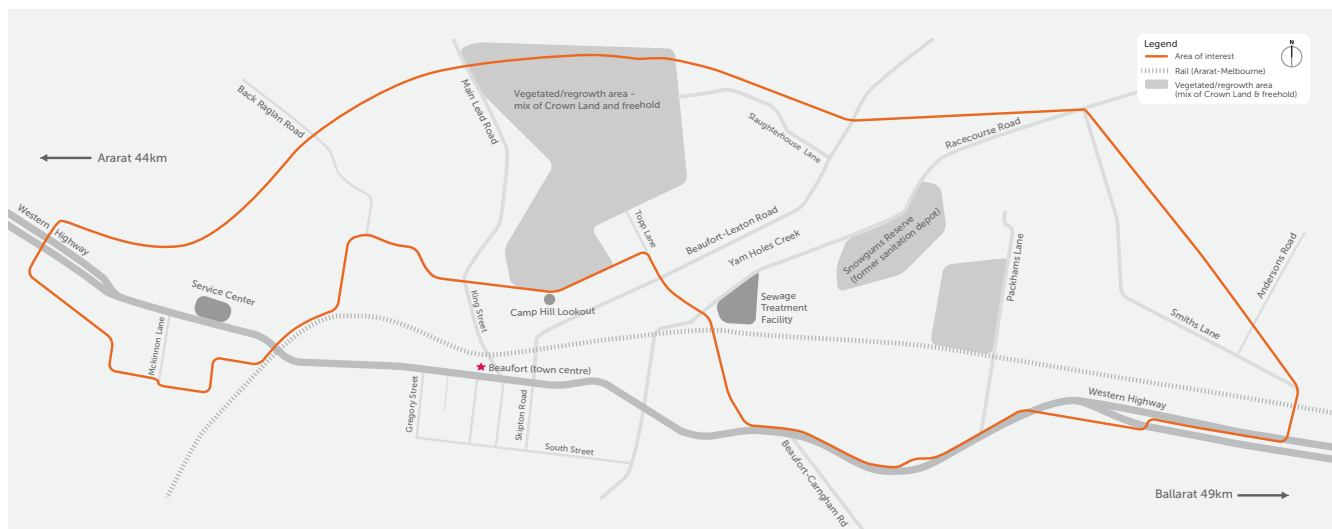 Legend
N
Area of interest
Rail (Ararat-Melbourne)
Vegetated/regrowth area
(mix of Crown Land & freehold)
Main Lead Road
Vegetated/regrowth area -
mix of Crown Land and freehold
Back Raglan Road
Slaughterhouse Lane
Racecourse Road
Ararat 44km
Western
Highway
Topp Lane
Beaufort-Lexton Road
Yam Holes Creek
Snowgums Reserve
(former sanitation depot)
Packhams Lane
Andersons Road
Service Center
King Street
Camp Hill Lookout
Sewage
Treatment
Facility
Smiths Lane
Mckinnon Lane
Beaufort (town centre)
Gregory Street
Skipton Road
South Street
Western Highway
Beaufort-Carngham Rd
Ballarat 49km